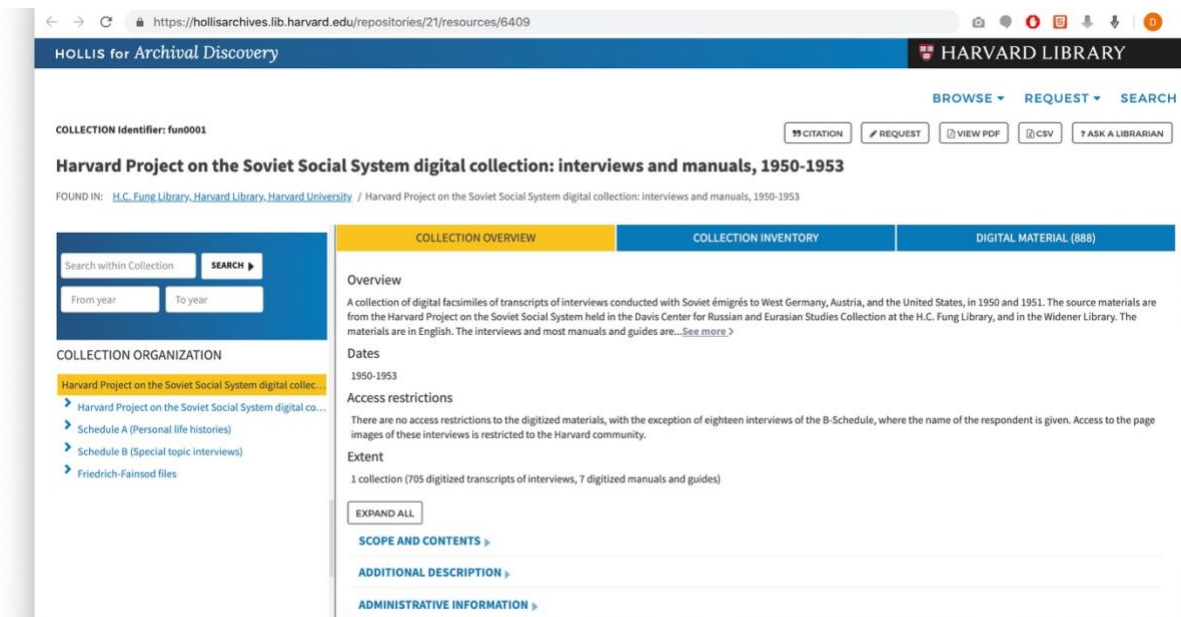 https://hollisarchives.lib.harvard.edu/repositories/21/resources/6409
D
HOLLIS for Archival Discovery
HARVARD LIBRARY
BROWSE REQUEST SEARCH
COLLECTION Identifier: fun0001
CITATION REQUEST VIEW PDF CSV ? ASK A LIBRARIAN
Harvard Project on the Soviet Social System digital collection: interviews and manuals, 1950-1953
FOUND IN: H.C. Fung Library, Harvard Library, Harvard University / Harvard Project on the Soviet Social System digital collection: interviews and manuals, 1950-1953
Search within Collection SEARCH
From year To year
COLLECTION ORGANIZATION
Harvard Project on the Soviet Social System digital collec...
Harvard Project on the Soviet Social System digital co...
Schedule A (Personal life histories)
Schedule B (Special topic interviews)
Friedrich-Fainsod files
COLLECTION OVERVIEW COLLECTION INVENTORY DIGITAL MATERIAL (888)
Overview
A collection of digital facsimiles of transcripts of interviews conducted with Soviet émigrés to West Germany, Austria, and the United States, in 1950 and 1951. The source materials are
from the Harvard Project on the Soviet Social System held in the Davis Center for Russian and Eurasian Studies Collection at the H.C. Fung Library, and in the Widener Library. The
materials are in English. The interviews and most manuals and guides are...See more >
Dates
1950-1953
Access restrictions
There are no access restrictions to the digitized materials, with the exception of eighteen interviews of the B-Schedule, where the name of the respondent is given. Access to the page
images of these interviews is restricted to the Harvard community.
Extent
1 collection (705 digitized transcripts of interviews, 7 digitized manuals and guides)
EXPAND ALL
SCOPE AND CONTENTS
ADDITIONAL DESCRIPTION
ADMINISTRATIVE INFORMATION